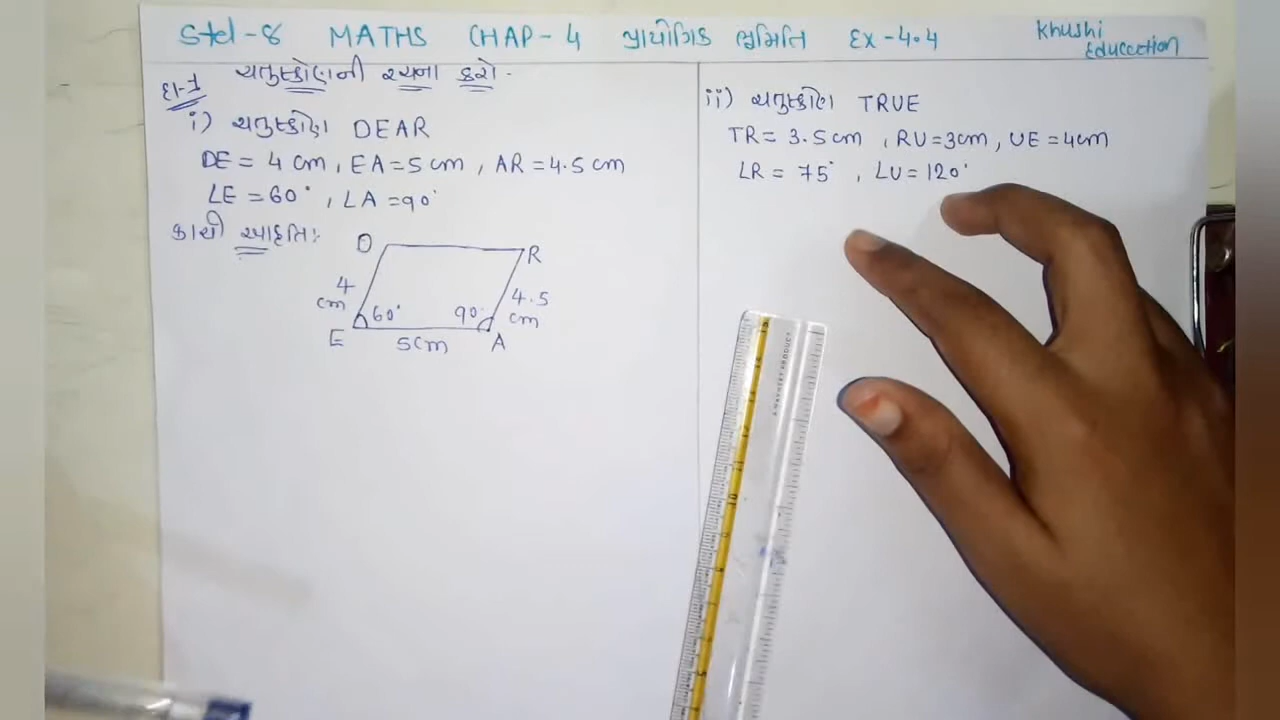 Std-8 MATHS CHAP-4 પ્રાયોગિક ભૂમિતિ Ex-4.4
Khushi
Education
દા-1 ચતુષ્કોણની રચના કરો.
i) ચતુષ્કોણ DEAR
DE = 4 cm, EA = 5 cm, AR = 4.5 cm
∠E = 60°, ∠A = 90°
કાચી આકૃતિ:
D
R
4
cm
60°
90°
4.5
cm
E
5cm
A
ii) ચતુષ્કોણ TRUE
TR = 3.5 cm, RU = 3cm, UE = 4cm
∠R = 75°, ∠U = 120°